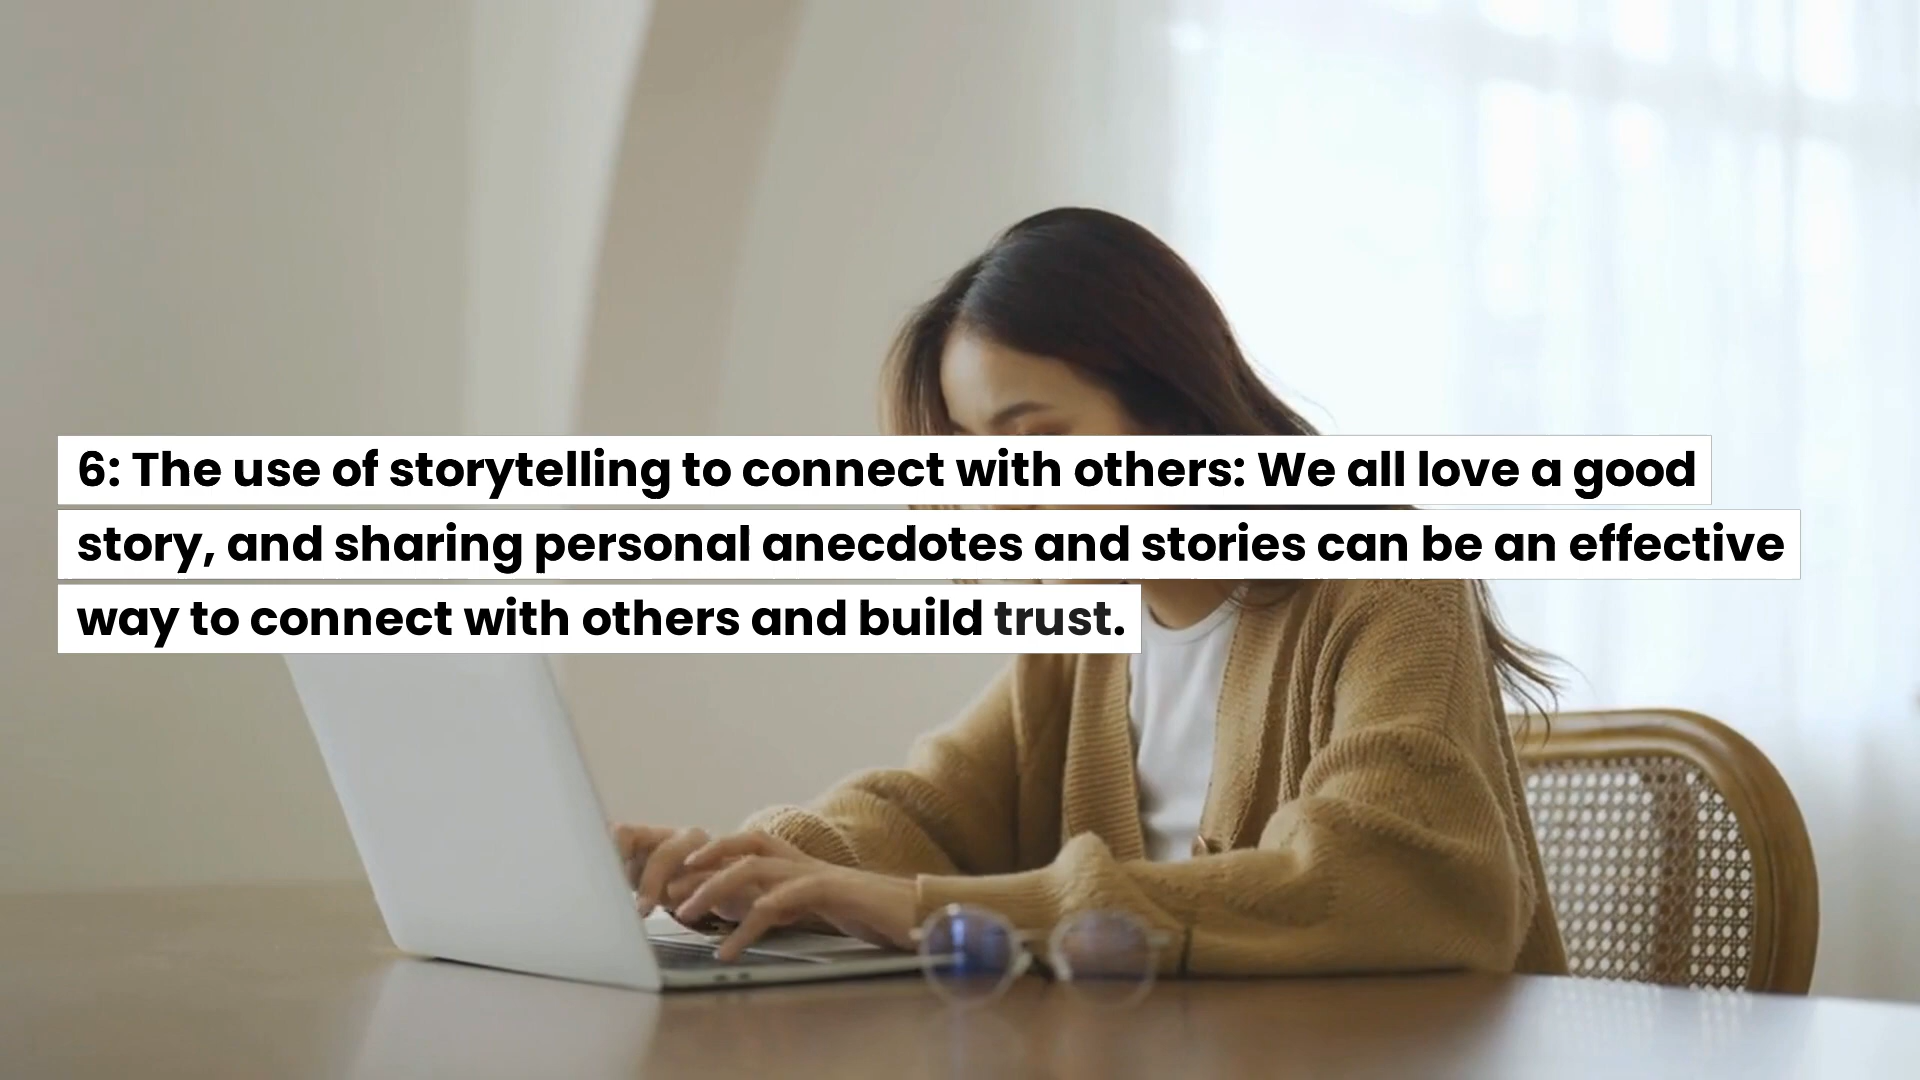 6: The use of storytelling to connect with others: We all love a good
story, and sharing personal anecdotes and stories can be an effective
way to connect with others and build trust.